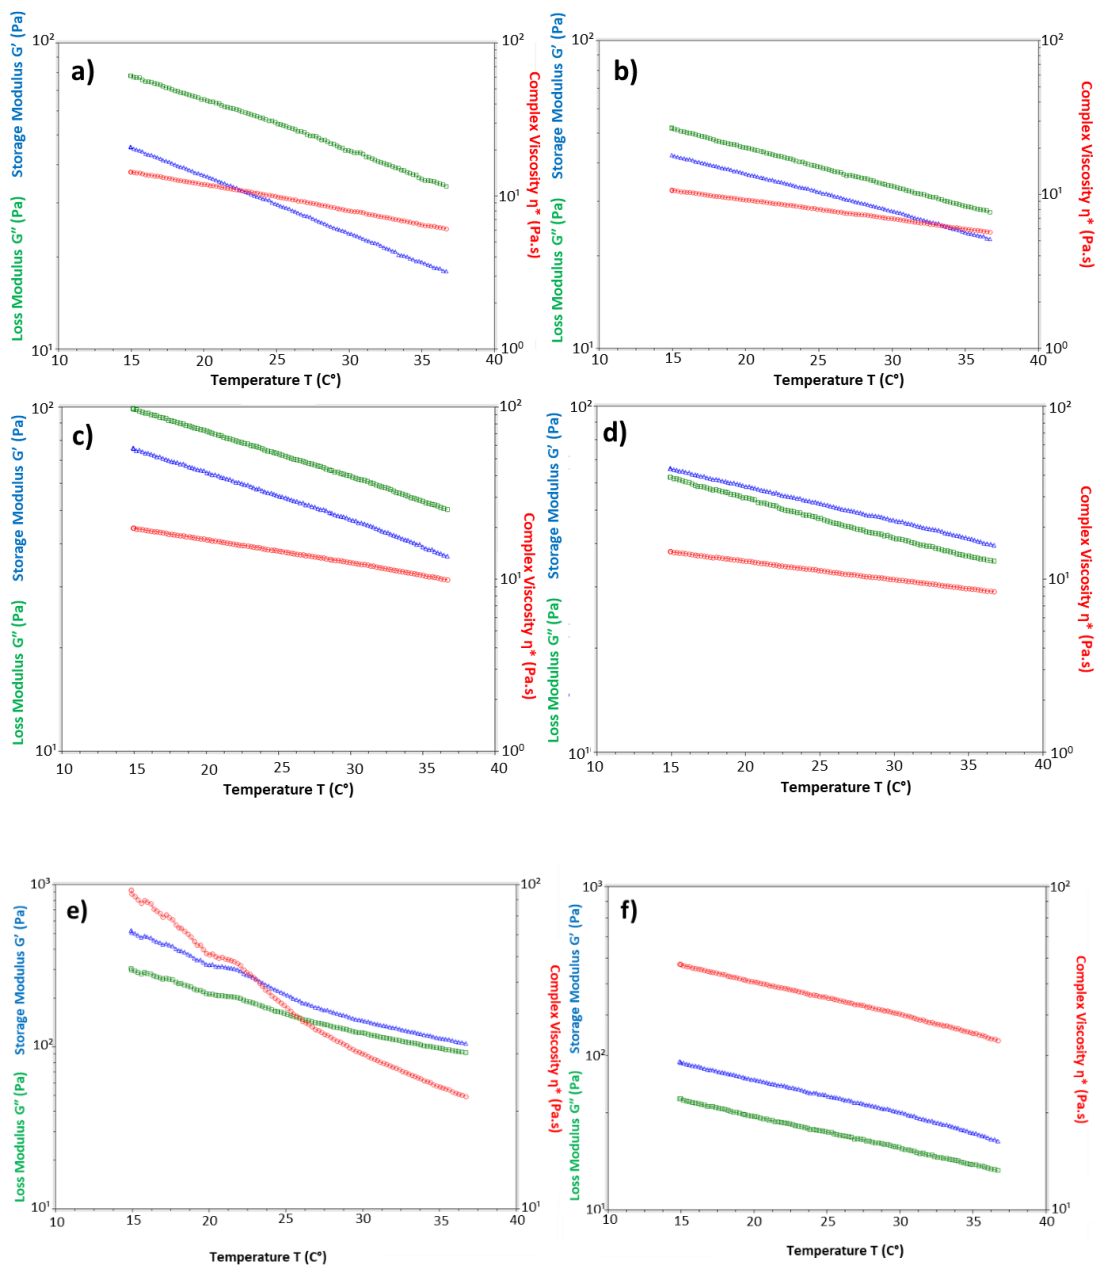 a)
Storage Modulus G' (Pa)
Loss Modulus G'' (Pa)
Complex Viscosity η* (Pa.s)
10²
10¹
10²
10¹
10⁰
10 15 20 25 30 35 40
Temperature T (C°)
b)
Storage Modulus G' (Pa)
Loss Modulus G'' (Pa)
Complex Viscosity η* (Pa.s)
10²
10¹
10²
10¹
10⁰
10 15 20 25 30 35 40
Temperature T (C°)
c)
Storage Modulus G' (Pa)
Loss Modulus G'' (Pa)
Complex Viscosity η* (Pa.s)
10²
10¹
10²
10¹
10⁰
10 15 20 25 30 35 40
Temperature T (C°)
d)
Storage Modulus G' (Pa)
Loss Modulus G'' (Pa)
Complex Viscosity η* (Pa.s)
10²
10¹
10²
10¹
10⁰
10 15 20 25 30 35 40
Temperature T (C°)
e)
Storage Modulus G' (Pa)
Loss Modulus G'' (Pa)
Complex Viscosity η* (Pa.s)
10³
10²
10¹
10²
10¹
10 15 20 25 30 35 40
Temperature T (C°)
f)
Storage Modulus G' (Pa)
Loss Modulus G'' (Pa)
Complex Viscosity η* (Pa.s)
10³
10²
10¹
10²
10¹
10 15 20 25 30 35 40
Temperature T (C°)